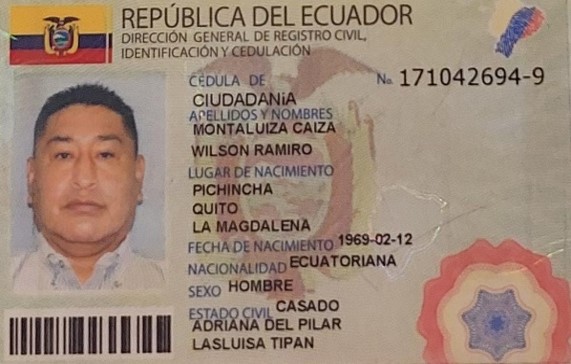 REPÚBLICA DEL ECUADOR
DIRECCIÓN GENERAL DE REGISTRO CIVIL,
IDENTIFICACIÓN Y CEDULACIÓN
CÉDULA DE No. 171042694-9
CIUDADANiA
APELLIDOS Y NOMBRES
MONTALUIZA CAIZA
WILSON RAMIRO
LUGAR DE NACIMIENTO
PICHINCHA
QUITO
LA MAGDALENA
FECHA DE NACIMIENTO 1969-02-12
NACIONALIDAD ECUATORIANA
SEXO HOMBRE
ESTADO CIVIL CASADO
ADRIANA DEL PILAR
LASLUISA TIPAN